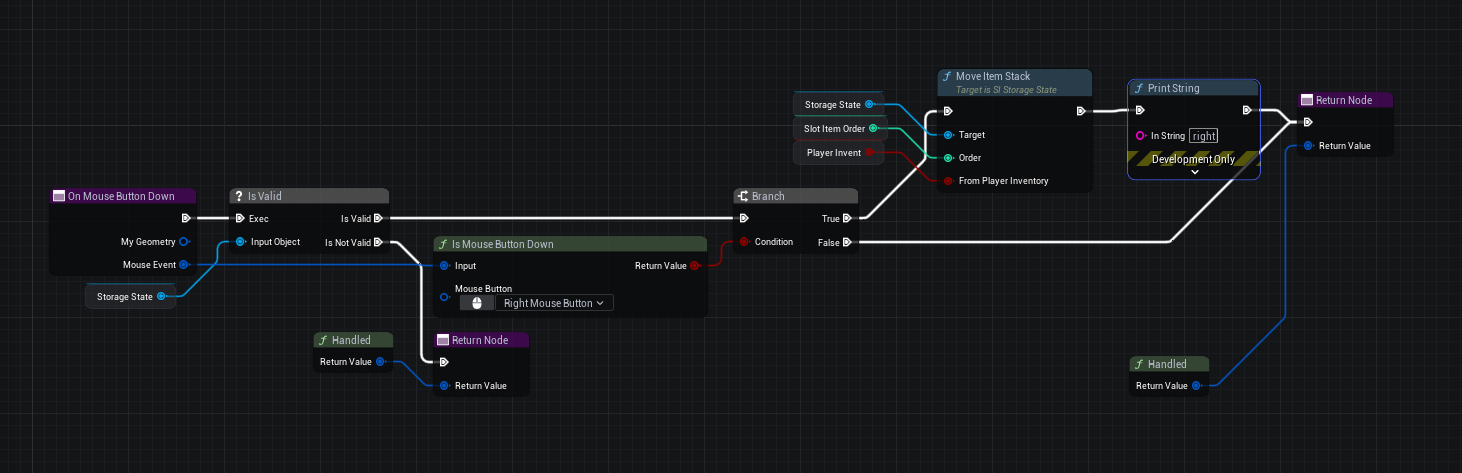 Move Item Stack
Target is SI Storage State
Storage State
Slot Item Order
Player Invent
Target
Order
From Player Inventory
Print String
In String right
Development Only
Return Node
Return Value
On Mouse Button Down
My Geometry
Mouse Event
Storage State
? Is Valid
Exec
Is Valid
Input Object
Is Not Valid
f Is Mouse Button Down
Input
Return Value
Mouse Button
Right Mouse Button
Branch
True
Condition
False
f Handled
Return Value
Return Node
Return Value
f Handled
Return Value